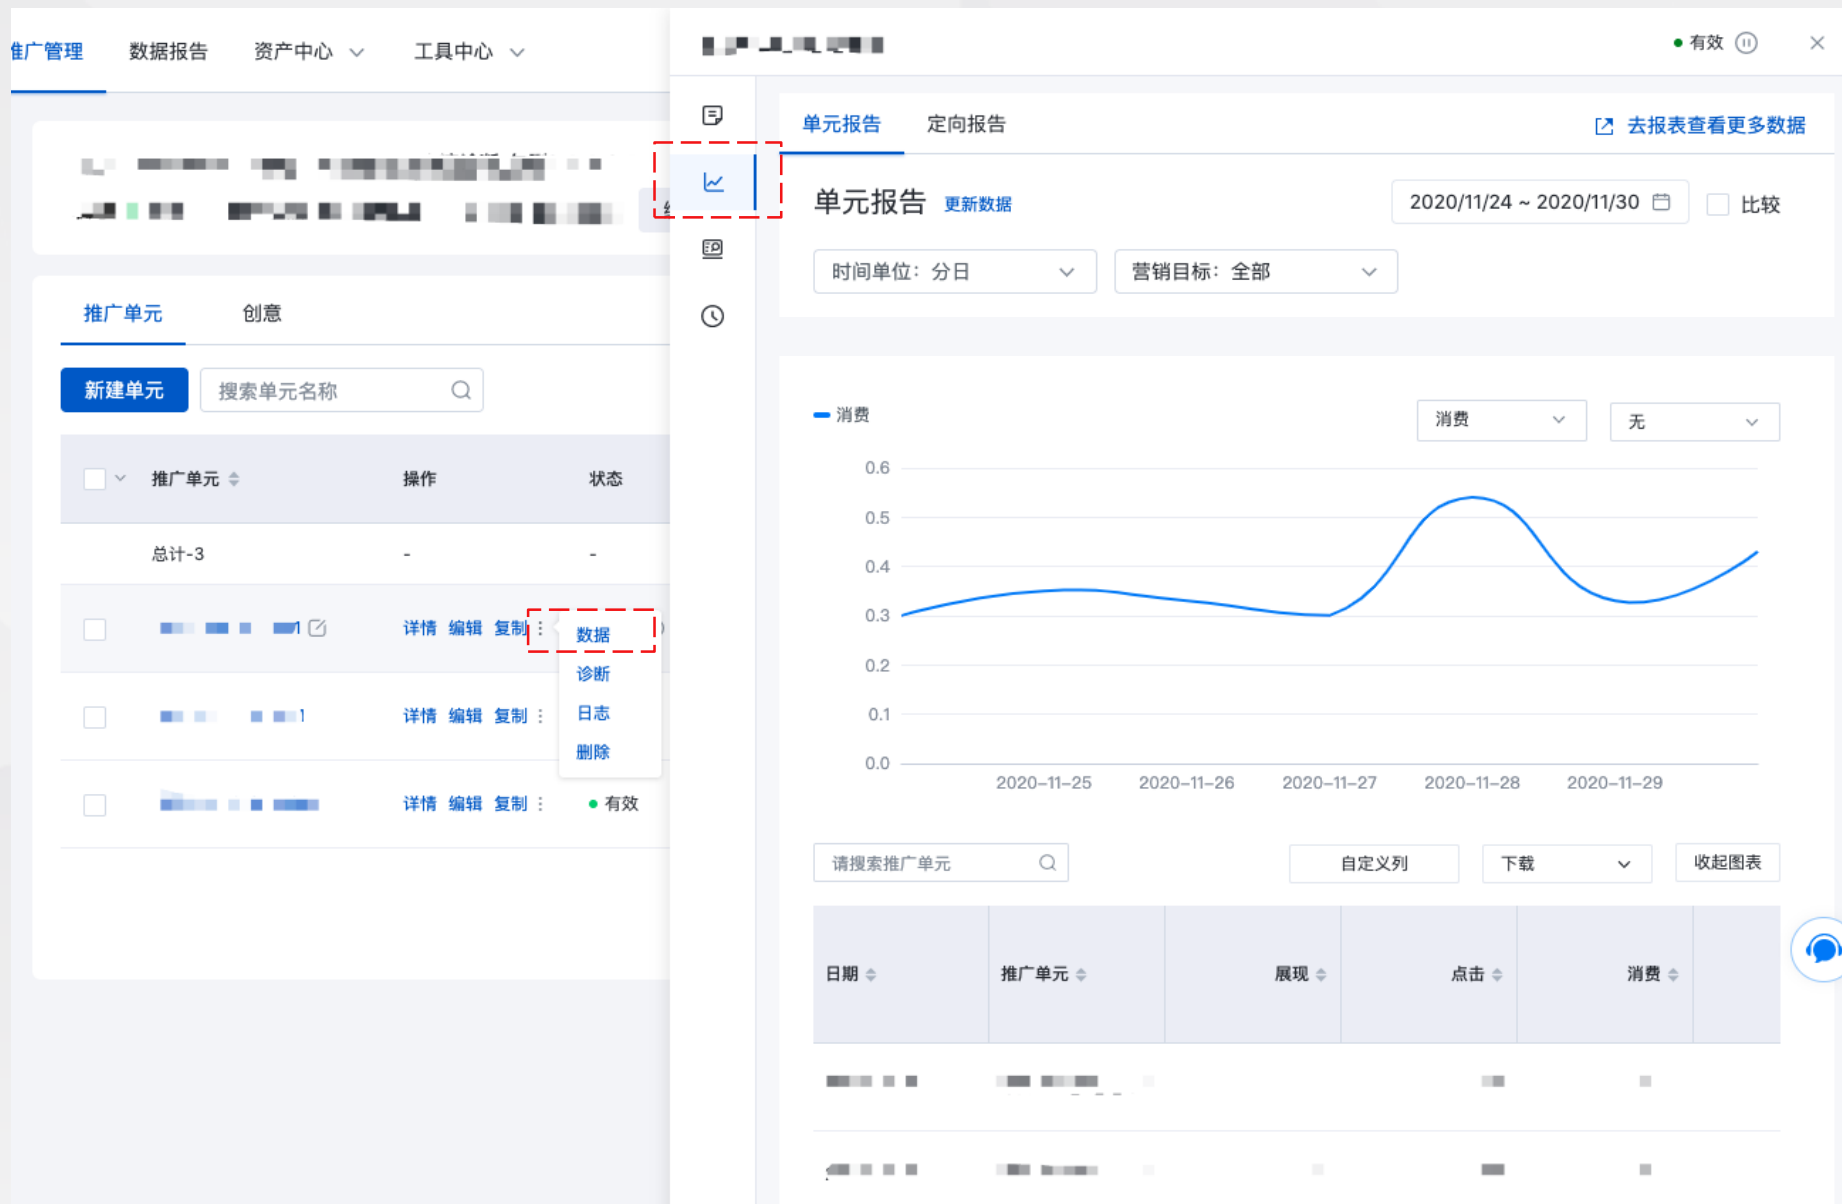 推广管理 数据报告 资产中心 工具中心
推广单元 创意
新建单元 搜索单元名称
推广单元 操作 状态
总计-3 - -
1 详情 编辑 复制
数据
诊断
日志
删除
1 详情 编辑 复制
详情 编辑 复制 有效
有效
单元报告 定向报告 去报表查看更多数据
单元报告 更新数据 2020/11/24 ~ 2020/11/30 比较
时间单位：分日 营销目标：全部
消费 消费 无
0.6
0.5
0.4
0.3
0.2
0.1
0.0
2020-11-25 2020-11-26 2020-11-27 2020-11-28 2020-11-29
请搜索推广单元 自定义列 下载 收起图表
日期 推广单元 展现 点击 消费